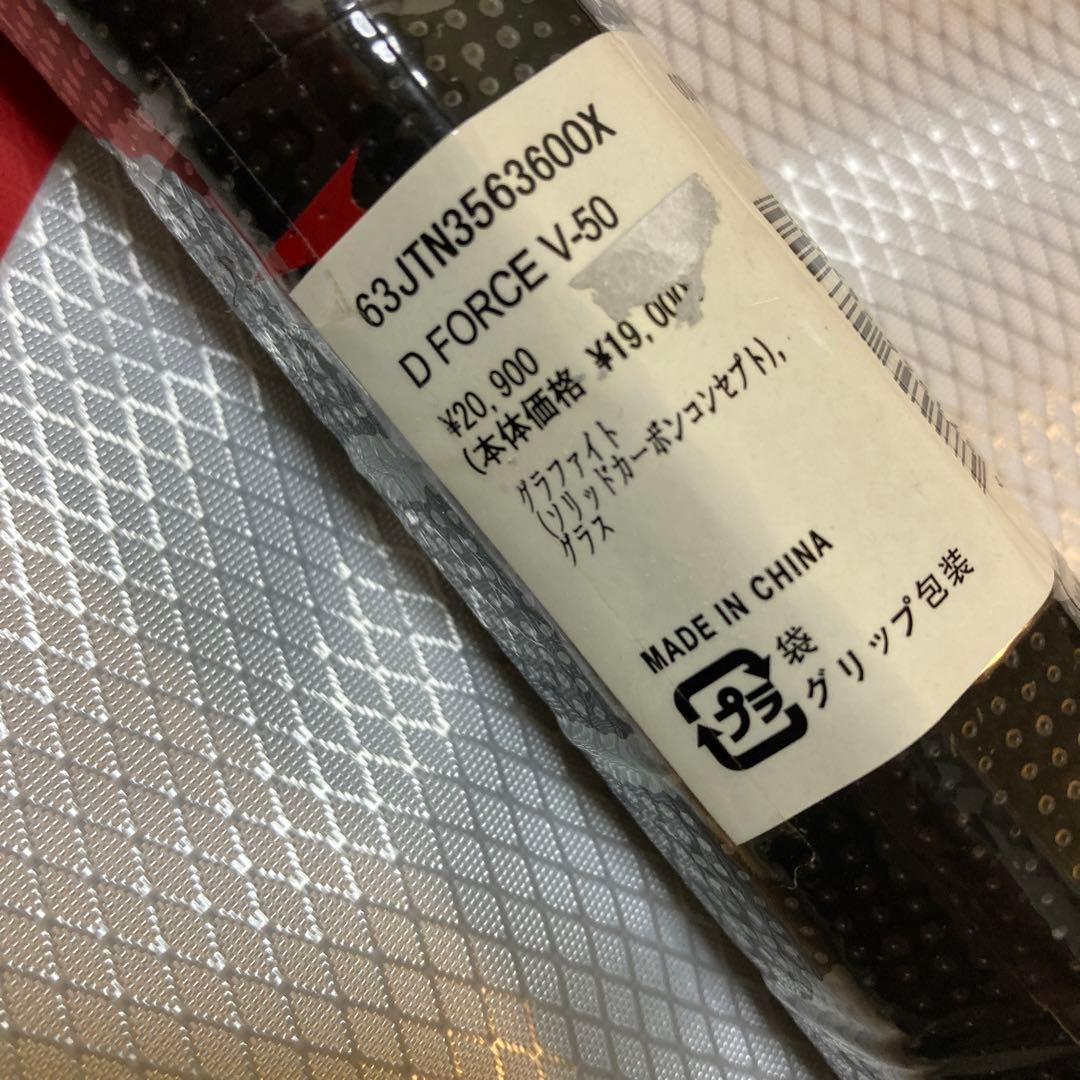 63JTN3563600X
D FORCE V-50
¥20,900
(本体価格 ¥19,000
グラファイト
(ソリッドカーボンコンセプト),
グラス
MADE IN CHINA
プラ
袋
グリップ包装